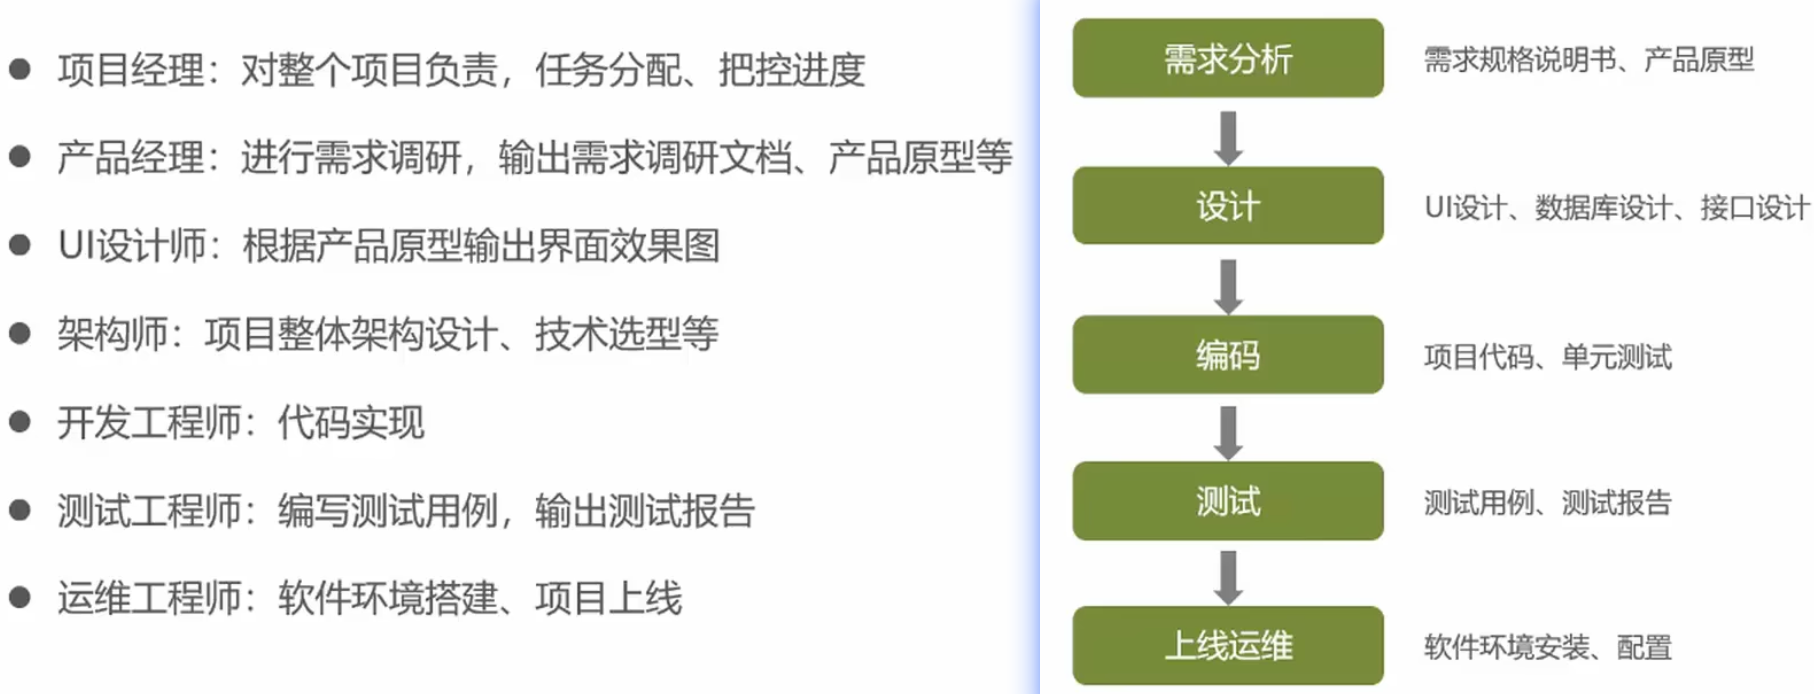 项目经理：对整个项目负责，任务分配、把控进度
产品经理：进行需求调研，输出需求调研文档、产品原型等
UI设计师：根据产品原型输出界面效果图
架构师：项目整体架构设计、技术选型等
开发工程师：代码实现
测试工程师：编写测试用例，输出测试报告
运维工程师：软件环境搭建、项目上线
需求分析
需求规格说明书、产品原型
设计
UI设计、数据库设计、接口设计
编码
项目代码、单元测试
测试
测试用例、测试报告
上线运维
软件环境安装、配置